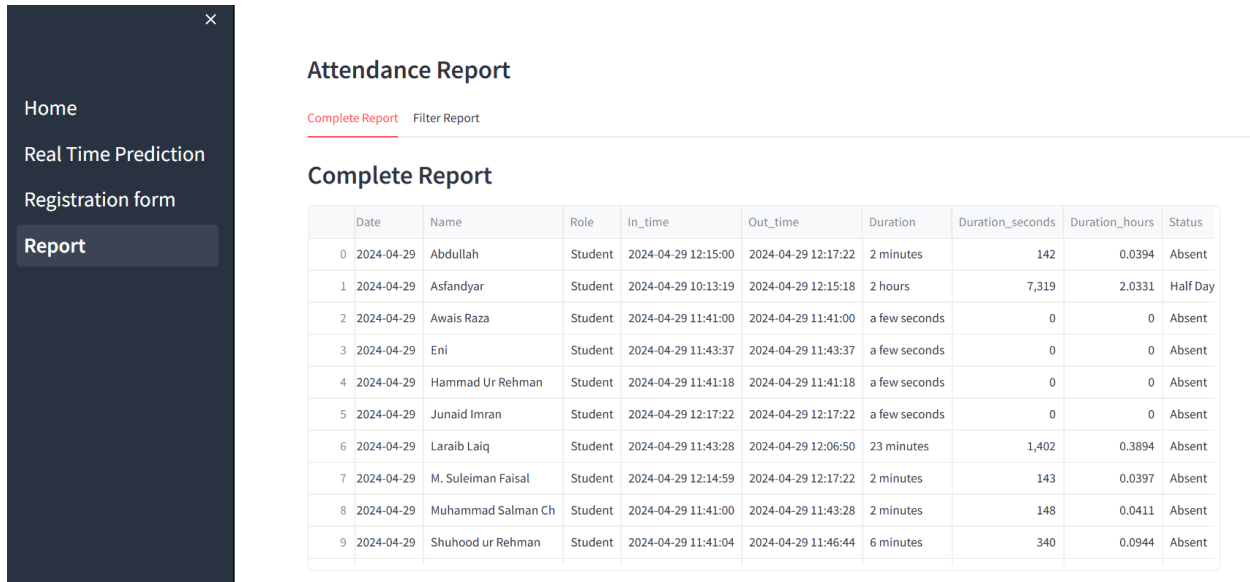 ×
Home
Real Time Prediction
Registration form
Report
Attendance Report
Complete Report Filter Report
Complete Report
Date Name Role In_time Out_time Duration Duration_seconds Duration_hours Status
0 2024-04-29 Abdullah Student 2024-04-29 12:15:00 2024-04-29 12:17:22 2 minutes 142 0.0394 Absent
1 2024-04-29 Asfandyar Student 2024-04-29 10:13:19 2024-04-29 12:15:18 2 hours 7,319 2.0331 Half Day
2 2024-04-29 Awais Raza Student 2024-04-29 11:41:00 2024-04-29 11:41:00 a few seconds 0 0 Absent
3 2024-04-29 Eni Student 2024-04-29 11:43:37 2024-04-29 11:43:37 a few seconds 0 0 Absent
4 2024-04-29 Hammad Ur Rehman Student 2024-04-29 11:41:18 2024-04-29 11:41:18 a few seconds 0 0 Absent
5 2024-04-29 Junaid Imran Student 2024-04-29 12:17:22 2024-04-29 12:17:22 a few seconds 0 0 Absent
6 2024-04-29 Laraib Laiq Student 2024-04-29 11:43:28 2024-04-29 12:06:50 23 minutes 1,402 0.3894 Absent
7 2024-04-29 M. Suleiman Faisal Student 2024-04-29 12:14:59 2024-04-29 12:17:22 2 minutes 143 0.0397 Absent
8 2024-04-29 Muhammad Salman Ch Student 2024-04-29 11:41:00 2024-04-29 11:43:28 2 minutes 148 0.0411 Absent
9 2024-04-29 Shuhood ur Rehman Student 2024-04-29 11:41:04 2024-04-29 11:46:44 6 minutes 340 0.0944 Absent